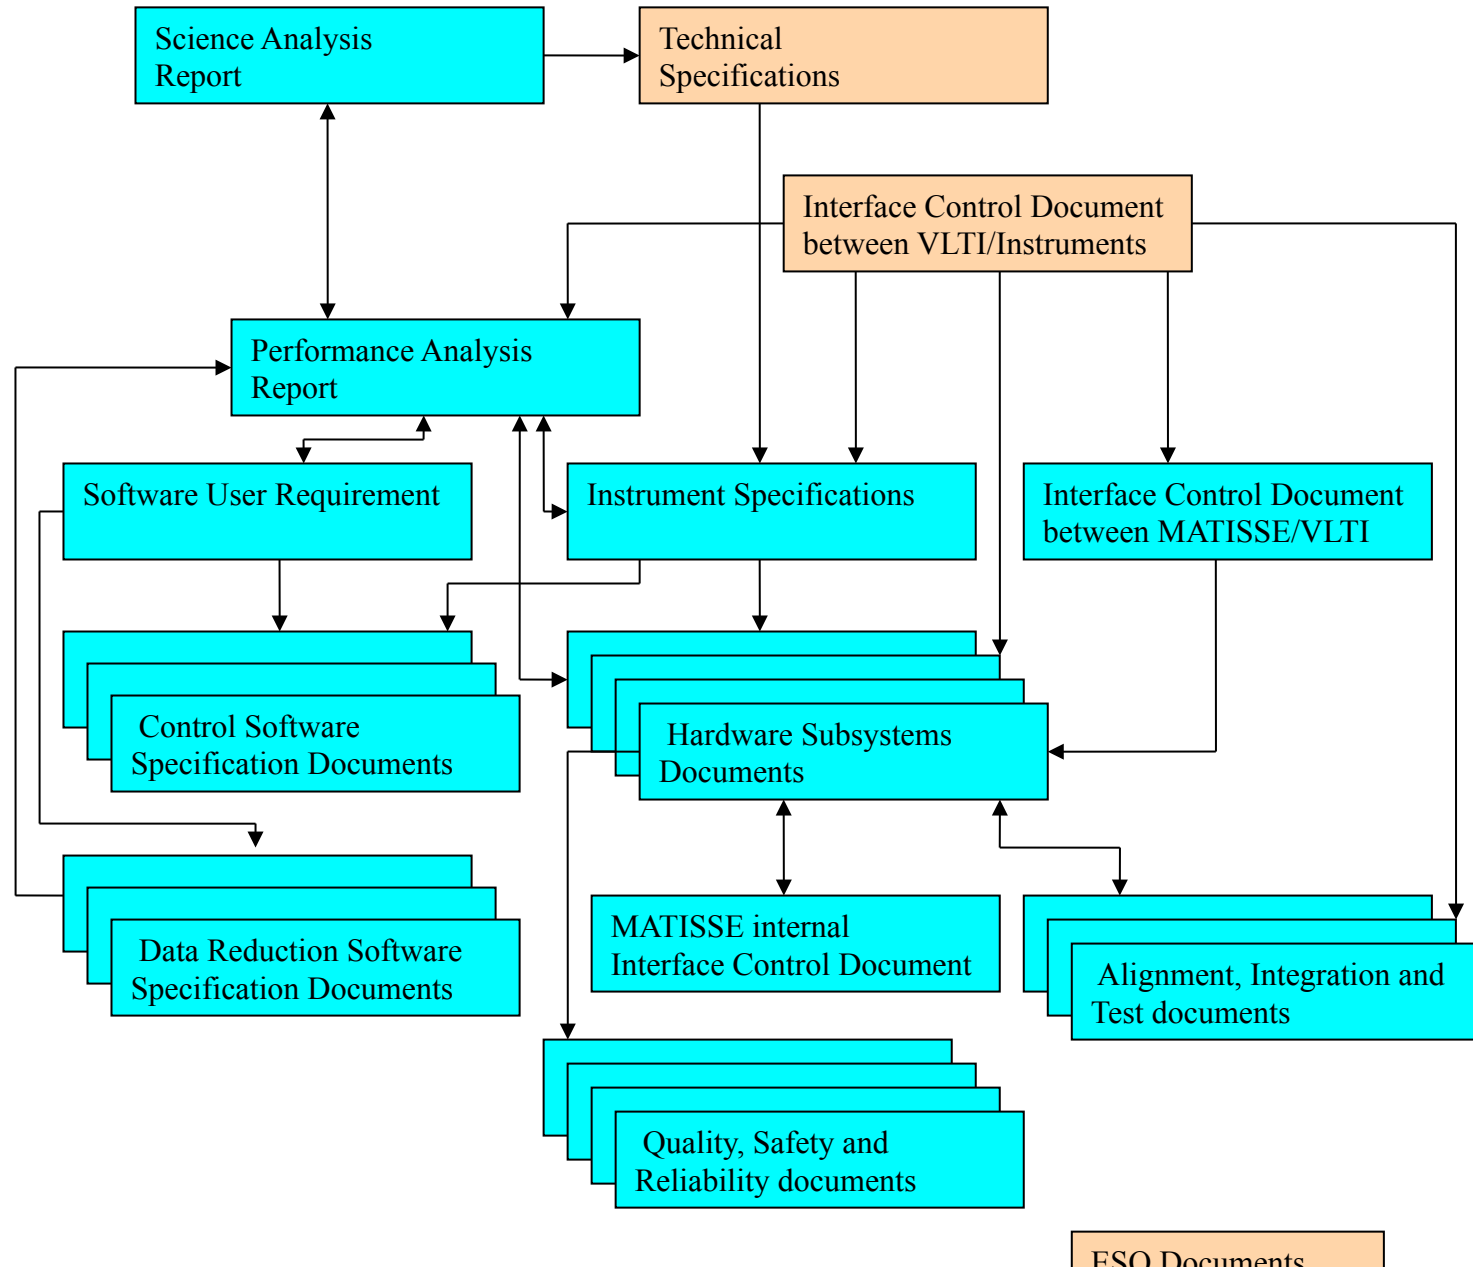 Science Analysis
Report
Technical
Specifications
Interface Control Document
between VLTI/Instruments
Performance Analysis
Report
Software User Requirement
Instrument Specifications
Interface Control Document
between MATISSE/VLTI
Control Software
Specification Documents
Hardware Subsystems
Documents
Data Reduction Software
Specification Documents
MATISSE internal
Interface Control Document
Alignment, Integration and
Test documents
Quality, Safety and
Reliability documents
ESO Documents